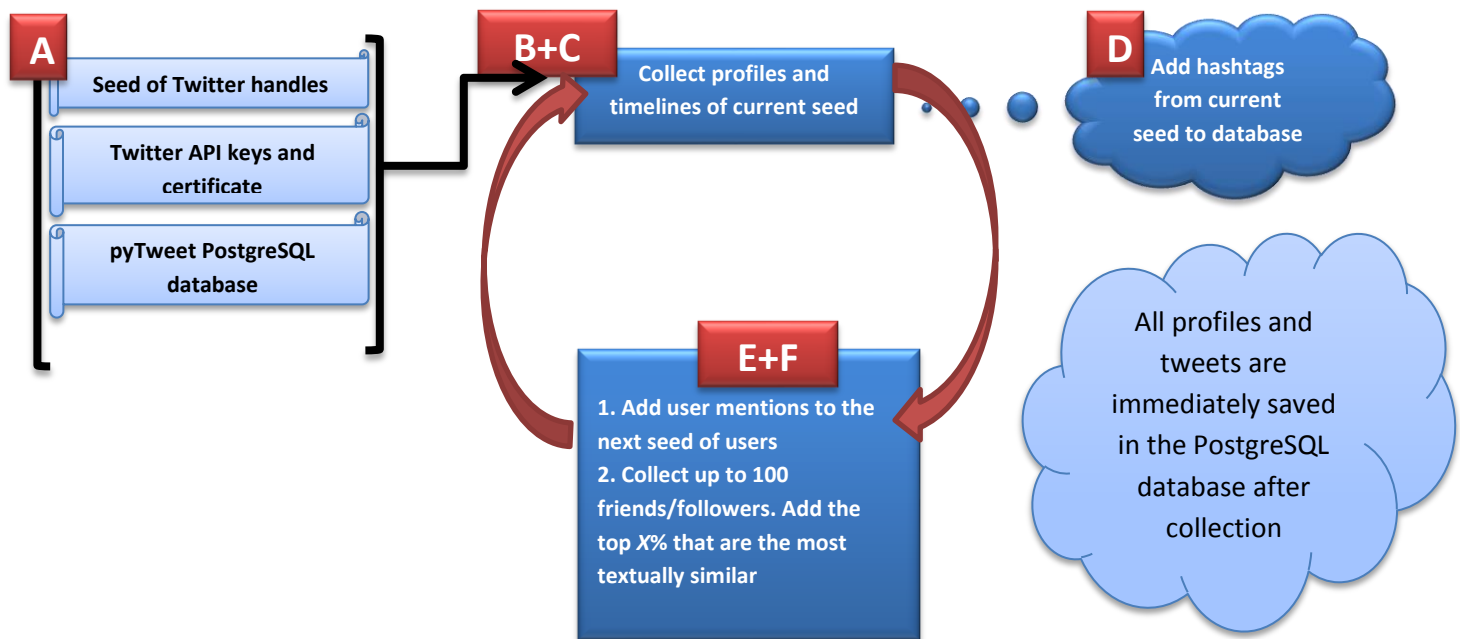 A
Seed of Twitter handles
Twitter API keys and
certificate
pyTweet PostgreSQL
database
B+C
Collect profiles and
timelines of current seed
D
Add hashtags
from current
seed to database
E+F
1. Add user mentions to the
next seed of users
2. Collect up to 100
friends/followers. Add the
top X% that are the most
textually similar
All profiles and
tweets are
immediately saved
in the PostgreSQL
database after
collection